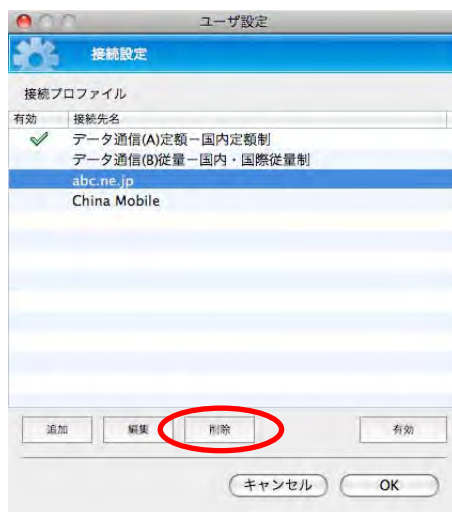 ユーザ設定
接続設定
接続プロファイル
有効 接続先名
データ通信(A)定額－国内定額制
データ通信(B)従量－国内・国際従量制
abc.ne.jp
China Mobile
追加 編集 削除 有効
キャンセル OK